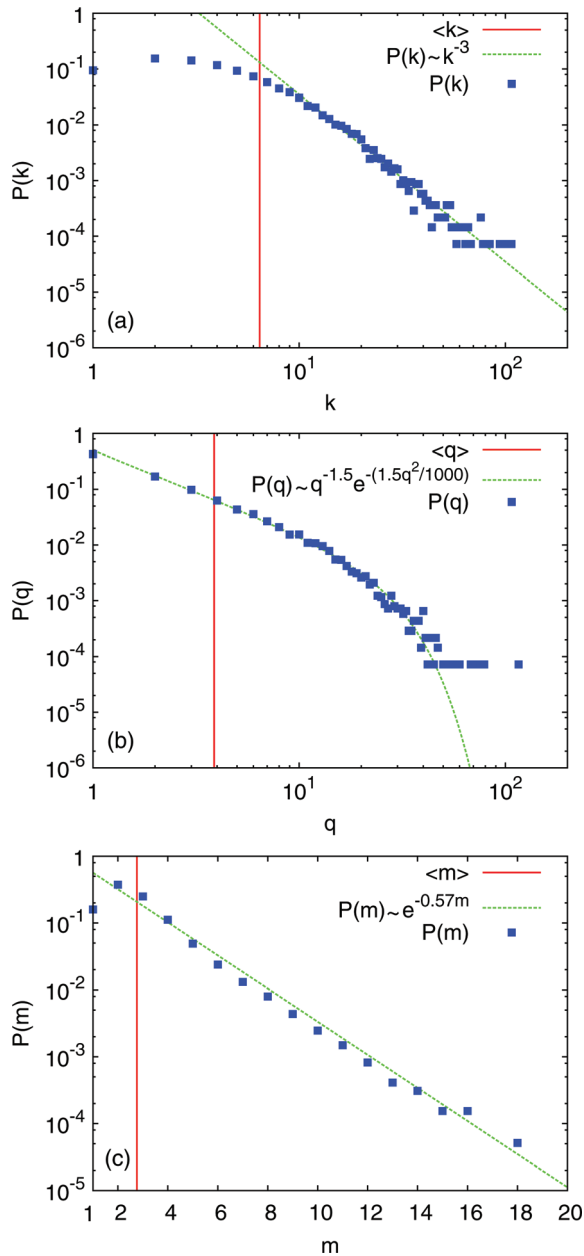 1
10⁻¹
10⁻²
10⁻³
10⁻⁴
10⁻⁵
10⁻⁶
P(k)
<k>
P(k)~k⁻³
P(k)
(a)
1 10¹ 10²
k
1
10⁻¹
10⁻²
10⁻³
10⁻⁴
10⁻⁵
10⁻⁶
P(q)
<q>
P(q)~q⁻¹·⁵e^-(1.5q²/1000)
P(q)
(b)
1 10¹ 10²
q
1
10⁻¹
10⁻²
10⁻³
10⁻⁴
10⁻⁵
P(m)
<m>
P(m)~e⁻⁰·⁵⁷ᵐ
P(m)
(c)
1 2 4 6 8 10 12 14 16 18 20
m